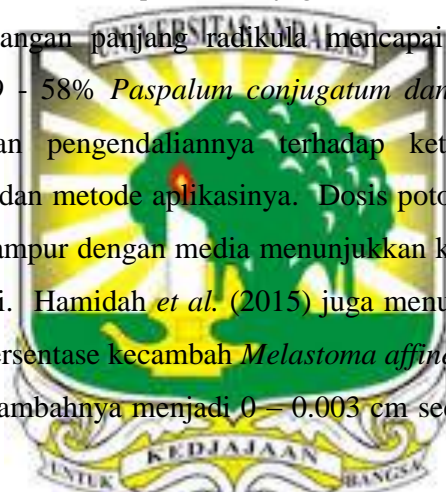 UNIVERSITAS ANDALAS
angan panjang radikula mencapai
- 58% Paspalum conjugatum dan
an pengendaliannya terhadap ket
dan metode aplikasinya. Dosis poto
ampur dengan media menunjukkan k
i. Hamidah et al. (2015) juga menu
ersentase kecambah Melastoma affin
ambahnya menjadi 0 – 0.003 cm se
KEDJAJAAN
UNTUK BANGSA